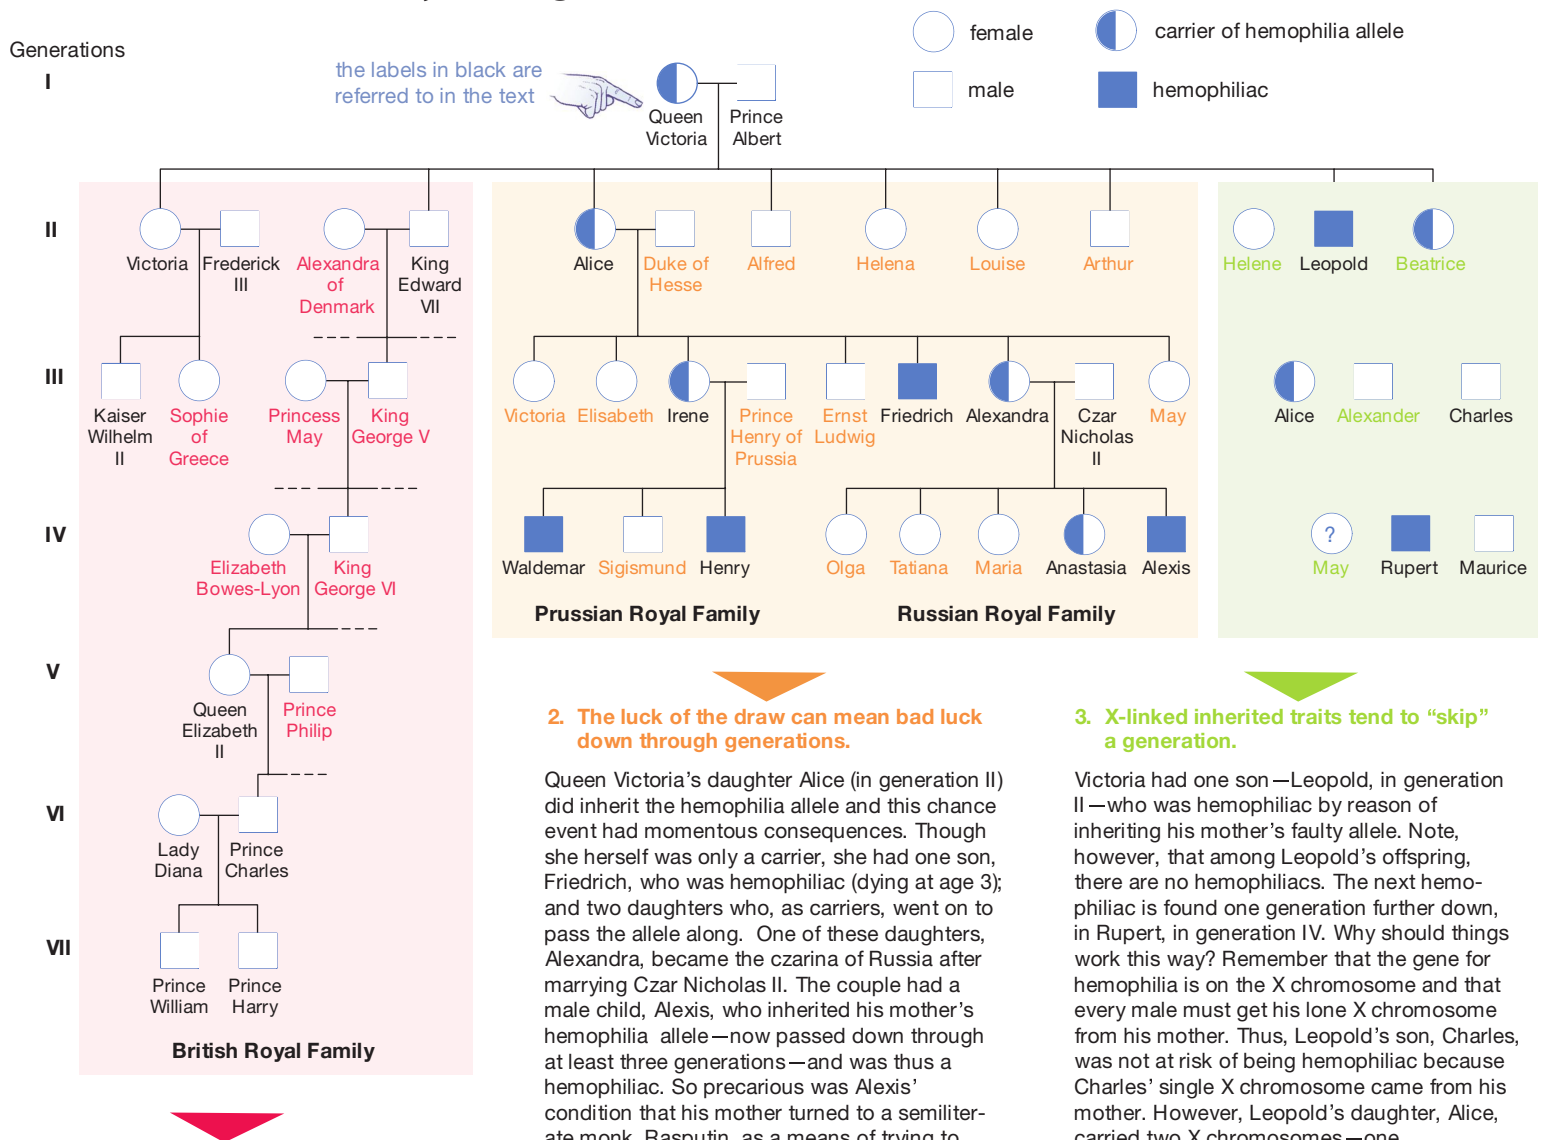 Generations
I
the labels in black are
referred to in the text
Queen
Victoria
Prince
Albert
female
carrier of hemophilia allele
male
hemophiliac
II
Victoria
Frederick
III
Alexandra
of
Denmark
King
Edward
VII
Alice
Duke of
Hesse
Alfred
Helena
Louise
Arthur
Helene
Leopold
Beatrice
III
Kaiser
Wilhelm
II
Sophie
of
Greece
Princess
May
King
George V
Victoria
Elisabeth
Irene
Prince
Henry of
Prussia
Ernst
Ludwig
Friedrich
Alexandra
Czar
Nicholas
II
May
Alice
Alexander
Charles
IV
Elizabeth
Bowes-Lyon
King
George VI
Waldemar
Sigismund
Henry
Olga
Tatiana
Maria
Anastasia
Alexis
?
May
Rupert
Maurice
Prussian Royal Family
Russian Royal Family
V
Queen
Elizabeth
II
Prince
Philip
VI
Lady
Diana
Prince
Charles
VII
Prince
William
Prince
Harry
British Royal Family
2. The luck of the draw can mean bad luck
down through generations.
Queen Victoria’s daughter Alice (in generation II)
did inherit the hemophilia allele and this chance
event had momentous consequences. Though
she herself was only a carrier, she had one son,
Friedrich, who was hemophiliac (dying at age 3);
and two daughters who, as carriers, went on to
pass the allele along. One of these daughters,
Alexandra, became the czarina of Russia after
marrying Czar Nicholas II. The couple had a
male child, Alexis, who inherited his mother’s
hemophilia allele—now passed down through
at least three generations—and was thus a
hemophiliac. So precarious was Alexis’
condition that his mother turned to a semiliter-
ate monk, Rasputin, as a means of trying to
3. X-linked inherited traits tend to “skip”
a generation.
Victoria had one son—Leopold, in generation
II—who was hemophiliac by reason of
inheriting his mother’s faulty allele. Note,
however, that among Leopold’s offspring,
there are no hemophiliacs. The next hemo-
philiac is found one generation further down,
in Rupert, in generation IV. Why should things
work this way? Remember that the gene for
hemophilia is on the X chromosome and that
every male must get his lone X chromosome
from his mother. Thus, Leopold’s son, Charles,
was not at risk of being hemophiliac because
Charles’ single X chromosome came from his
mother. However, Leopold’s daughter, Alice,
carried two X chromosomes—one